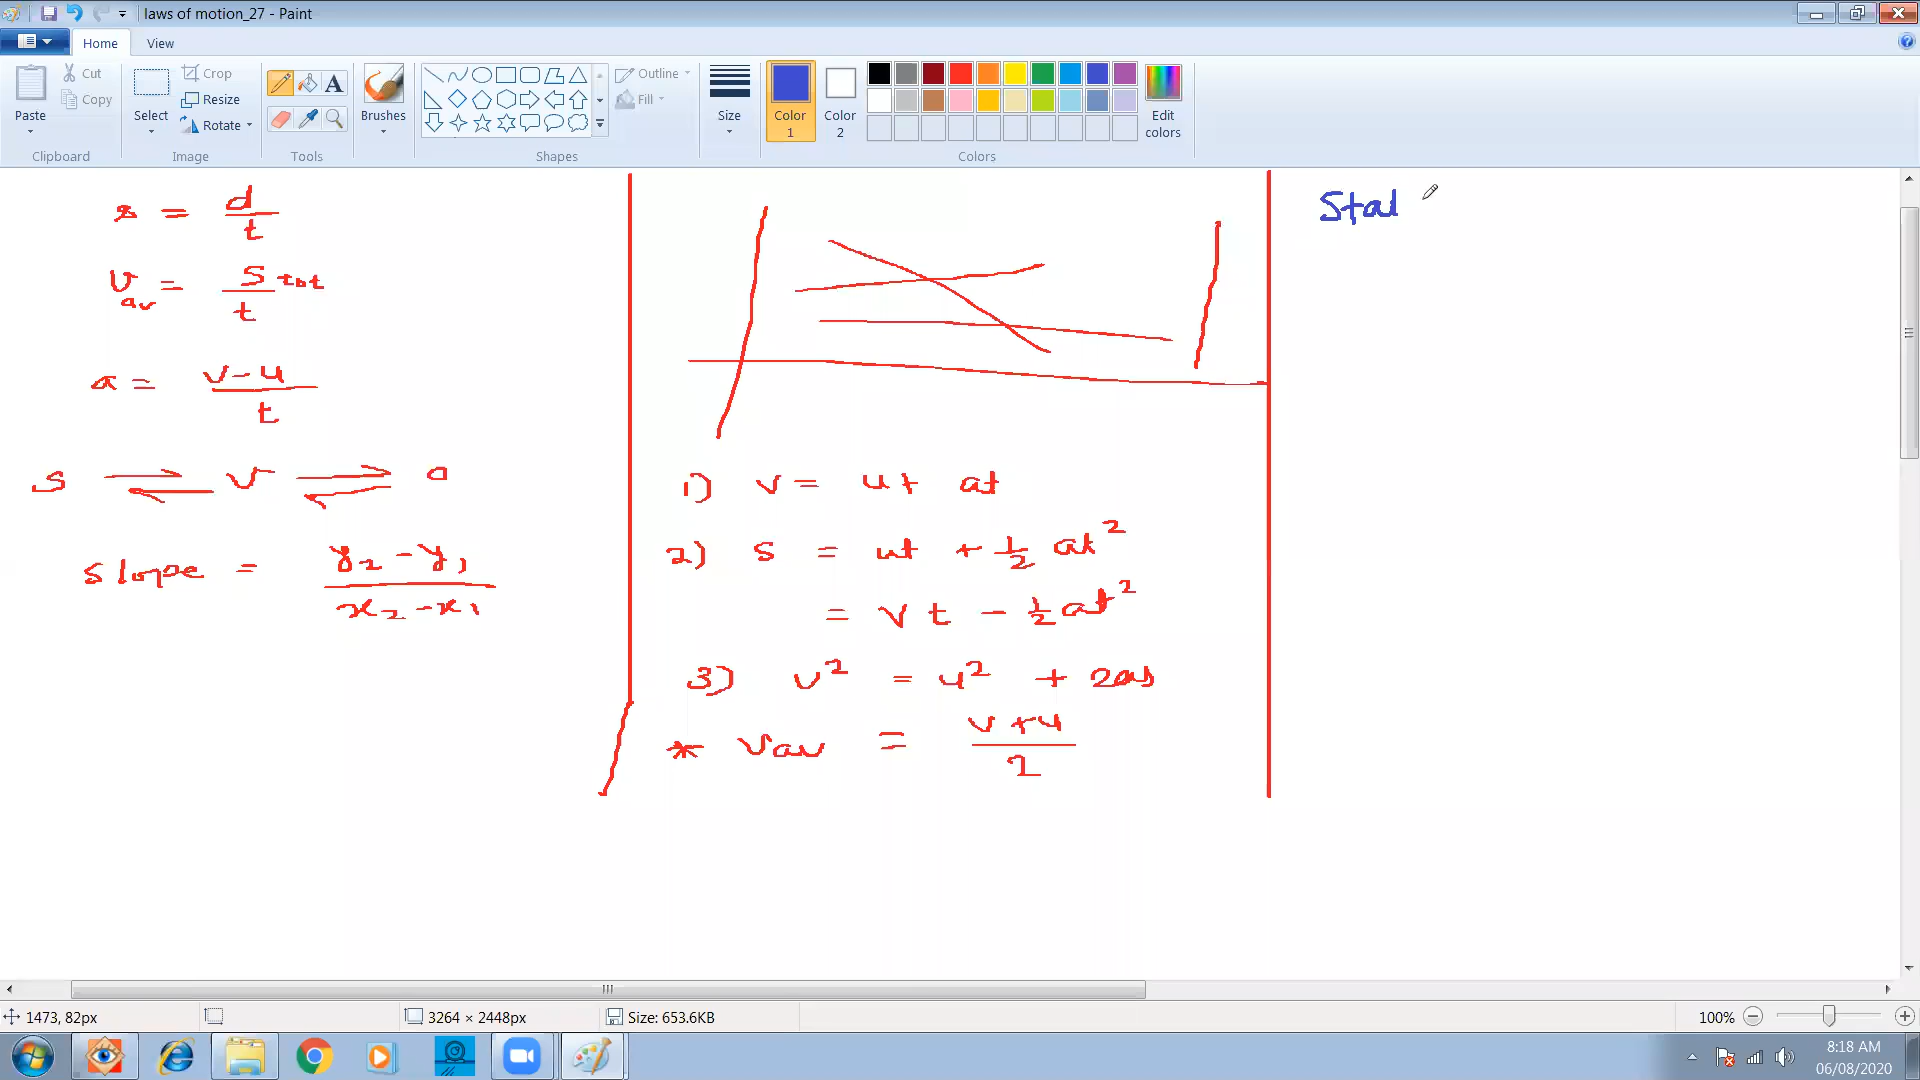 laws of motion_27 - Paint
Home View
Paste
Cut
Copy
Clipboard
Select
Crop
Resize
Rotate
Image
A
Tools
Brushes
Outline
Fill
Shapes
Size
Color 1
Color 2
Edit colors
Colors
s = d/t
v av = s tot/t
a = v-u/t
s v a
slope = y2 - y1 / x2 - x1
1) v = u + at
2) s = ut + 1/2 at²
= vt - 1/2 at²
3) v² = u² + 2as
* Vav = v+u/2
1473, 82px
3264 × 2448px
Size: 653.6KB
100%
8:18 AM
06/08/2020